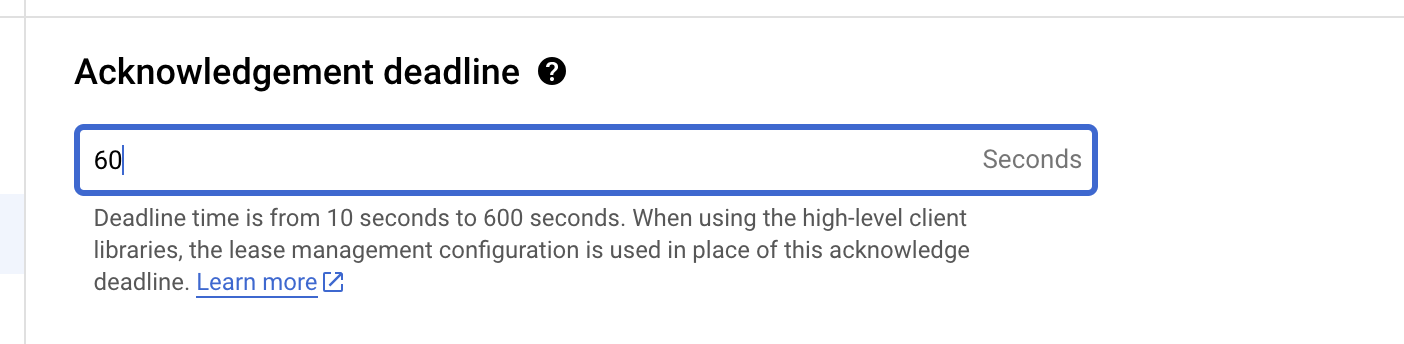 Acknowledgement deadline ?
60 Seconds
Deadline time is from 10 seconds to 600 seconds. When using the high-level client
libraries, the lease management configuration is used in place of this acknowledge
deadline. Learn more